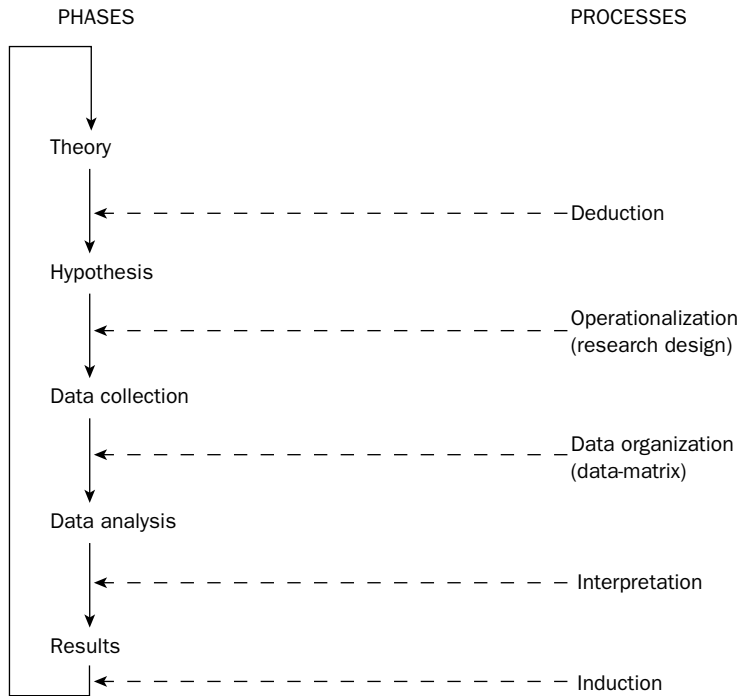 PHASES PROCESSES
Theory
Deduction
Hypothesis
Operationalization
(research design)
Data collection
Data organization
(data-matrix)
Data analysis
Interpretation
Results
Induction